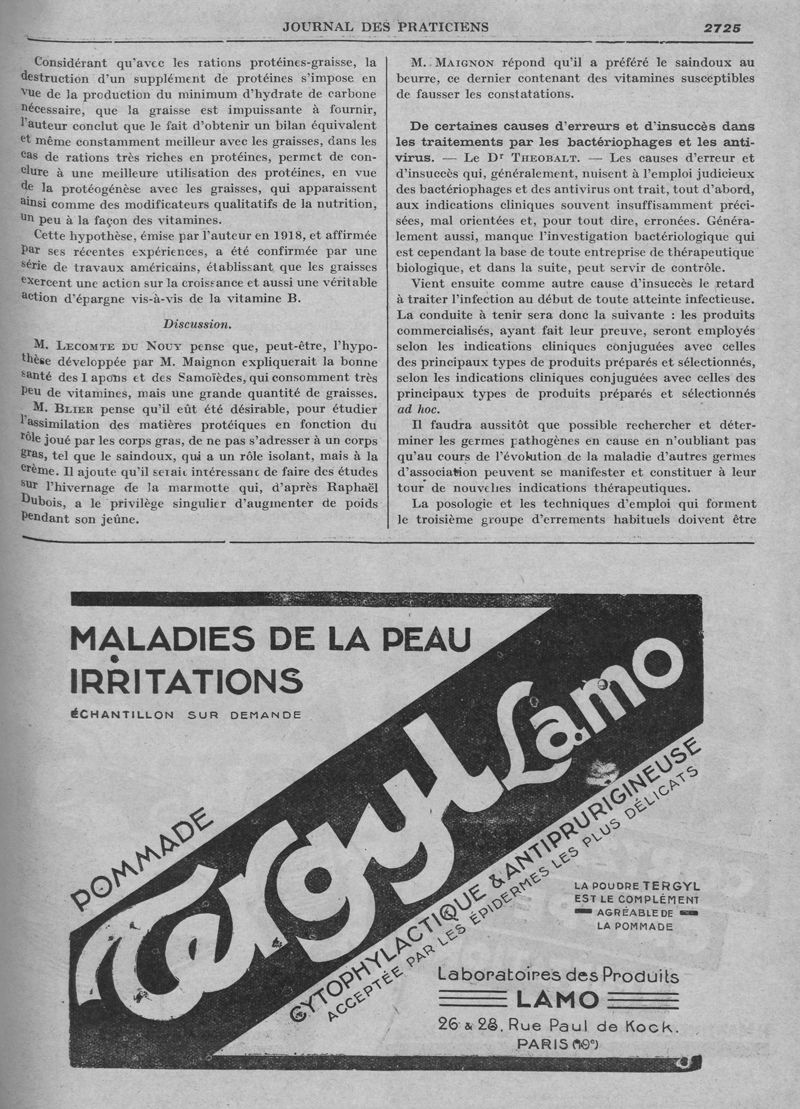 JOURNAL DES PRATICIENS
2725
Considérant qu'avec les rations protéines-graisse, la
destruction d'un supplément de protéines s'impose en
vue de la production du minimum d'hydrate de carbone
nécessaire, que la graisse est impuissante à fournir,
l'auteur conclut que le fait d'obtenir un bilan équivalent
et même constamment meilleur avec les graisses, dans les
cas de rations très riches en protéines, permet de con-
clure à une meilleure utilisation des protéines, en vue
de la protéogénèse avec les graisses, qui apparaissent
ainsi comme des modificateurs qualitatifs de la nutrition,
un peu à la façon des vitamines.
Cette hypothèse, émise par l'auteur en 1918, et affirmée
par ses récentes expériences, a été confirmée par une
série de travaux américains, établissant que les graisses
exercent une action sur la croissance et aussi une véritable
action d'épargne vis-à-vis de la vitamine B.
Discussion.
M. LECOMTE DU NOUY pense que, peut-être, l'hypo-
thèse développée par M. Maignon expliquerait la bonne
santé des Lapons et des Samoïèdes, qui consomment très
peu de vitamines, mais une grande quantité de graisses.
M. BLIER pense qu'il eût été désirable, pour étudier
l'assimilation des matières protéiques en fonction du
rôle joué par les corps gras, de ne pas s'adresser à un corps
gras, tel que le saindoux, qui a un rôle isolant, mais à la
crème. Il ajoute qu'il serait intéressant de faire des études
sur l'hivernage de la marmotte qui, d'après Raphaël
Dubois, a le privilège singulier d'augmenter de poids
pendant son jeûne.
M. MAIGNON répond qu'il a préféré le saindoux au
beurre, ce dernier contenant des vitamines susceptibles
de fausser les constatations.
De certaines causes d'erreurs et d'insuccès dans
les traitements par les bactériophages et les anti-
virus. — Le Dr THEOBALT. — Les causes d'erreur et
d'insuccès qui, généralement, nuisent à l'emploi judicieux
des bactériophages et des antivirus ont trait, tout d'abord,
aux indications cliniques souvent insuffisamment préci-
sées, mal orientées et, pour tout dire, erronées. Généra-
lement aussi, manque l'investigation bactériologique qui
est cependant la base de toute entreprise de thérapeutique
biologique, et dans la suite, peut servir de contrôle.
Vient ensuite comme autre cause d'insuccès le retard
à traiter l'infection au début de toute atteinte infectieuse.
La conduite à tenir sera donc la suivante : les produits
commercialisés, ayant fait leur preuve, seront employés
selon les indications cliniques conjuguées avec celles
des principaux types de produits préparés et sélectionnés,
selon les indications cliniques conjuguées avec celles des
principaux types de produits préparés et sélectionnés
ad hoc.
Il faudra aussitôt que possible rechercher et déter-
miner les germes pathogènes en cause en n'oubliant pas
qu'au cours de l'évolution de la maladie d'autres germes
d'association peuvent se manifester et constituer à leur
tour de nouvelles indications thérapeutiques.
La posologie et les techniques d'emploi qui forment
le troisième groupe d'errements habituels doivent être
MALADIES DE LA PEAU
IRRITATIONS
ÉCHANTILLON SUR DEMANDE
POMMADE
Tergyl Lamo
CYTOPHYLACTIQUE & ANTIPRURIGINEUSE
ACCEPTÉE PAR LES ÉPIDERMES LES PLUS DÉLICATS
LA POUDRE TERGYL
EST LE COMPLÉMENT
AGRÉABLE DE
LA POMMADE
Laboratoires des Produits
LAMO
26 & 28, Rue Paul de Kock.
PARIS (19e)